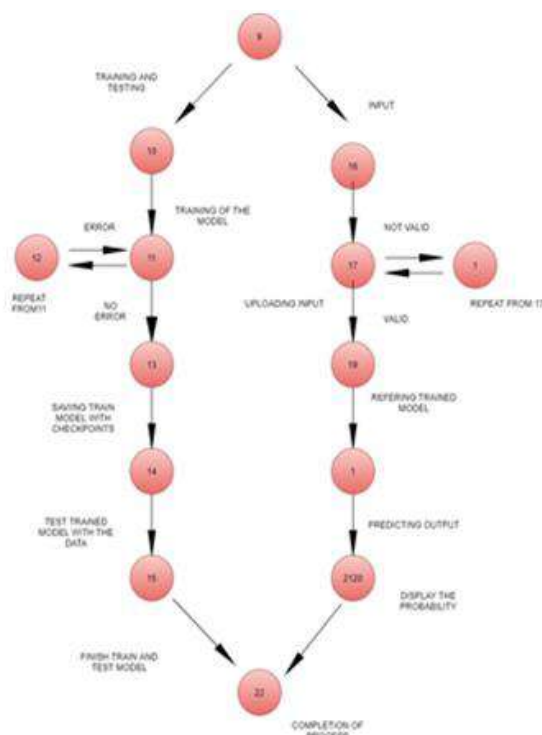 9
TRAINING AND
TESTING
INPUT
10
16
TRAINING OF THE
MODEL
ERROR
NOT VALID
12
11
17
1
REPEAT
FROM11
NO
ERROR
UPLOADING INPUT
VALID
REPEAT FROM 17
13
19
SAVING TRAIN
MODEL WITH
CHECKPOINTS
REFERING TRAINED
MODEL
14
1
TEST TRAINED
MODEL WITH THE
DATA
PREDICTING OUTPUT
15
2120
DISPLAY THE
PROBABILITY
FINISH TRAIN AND
TEST MODEL
22
COMPLETION OF